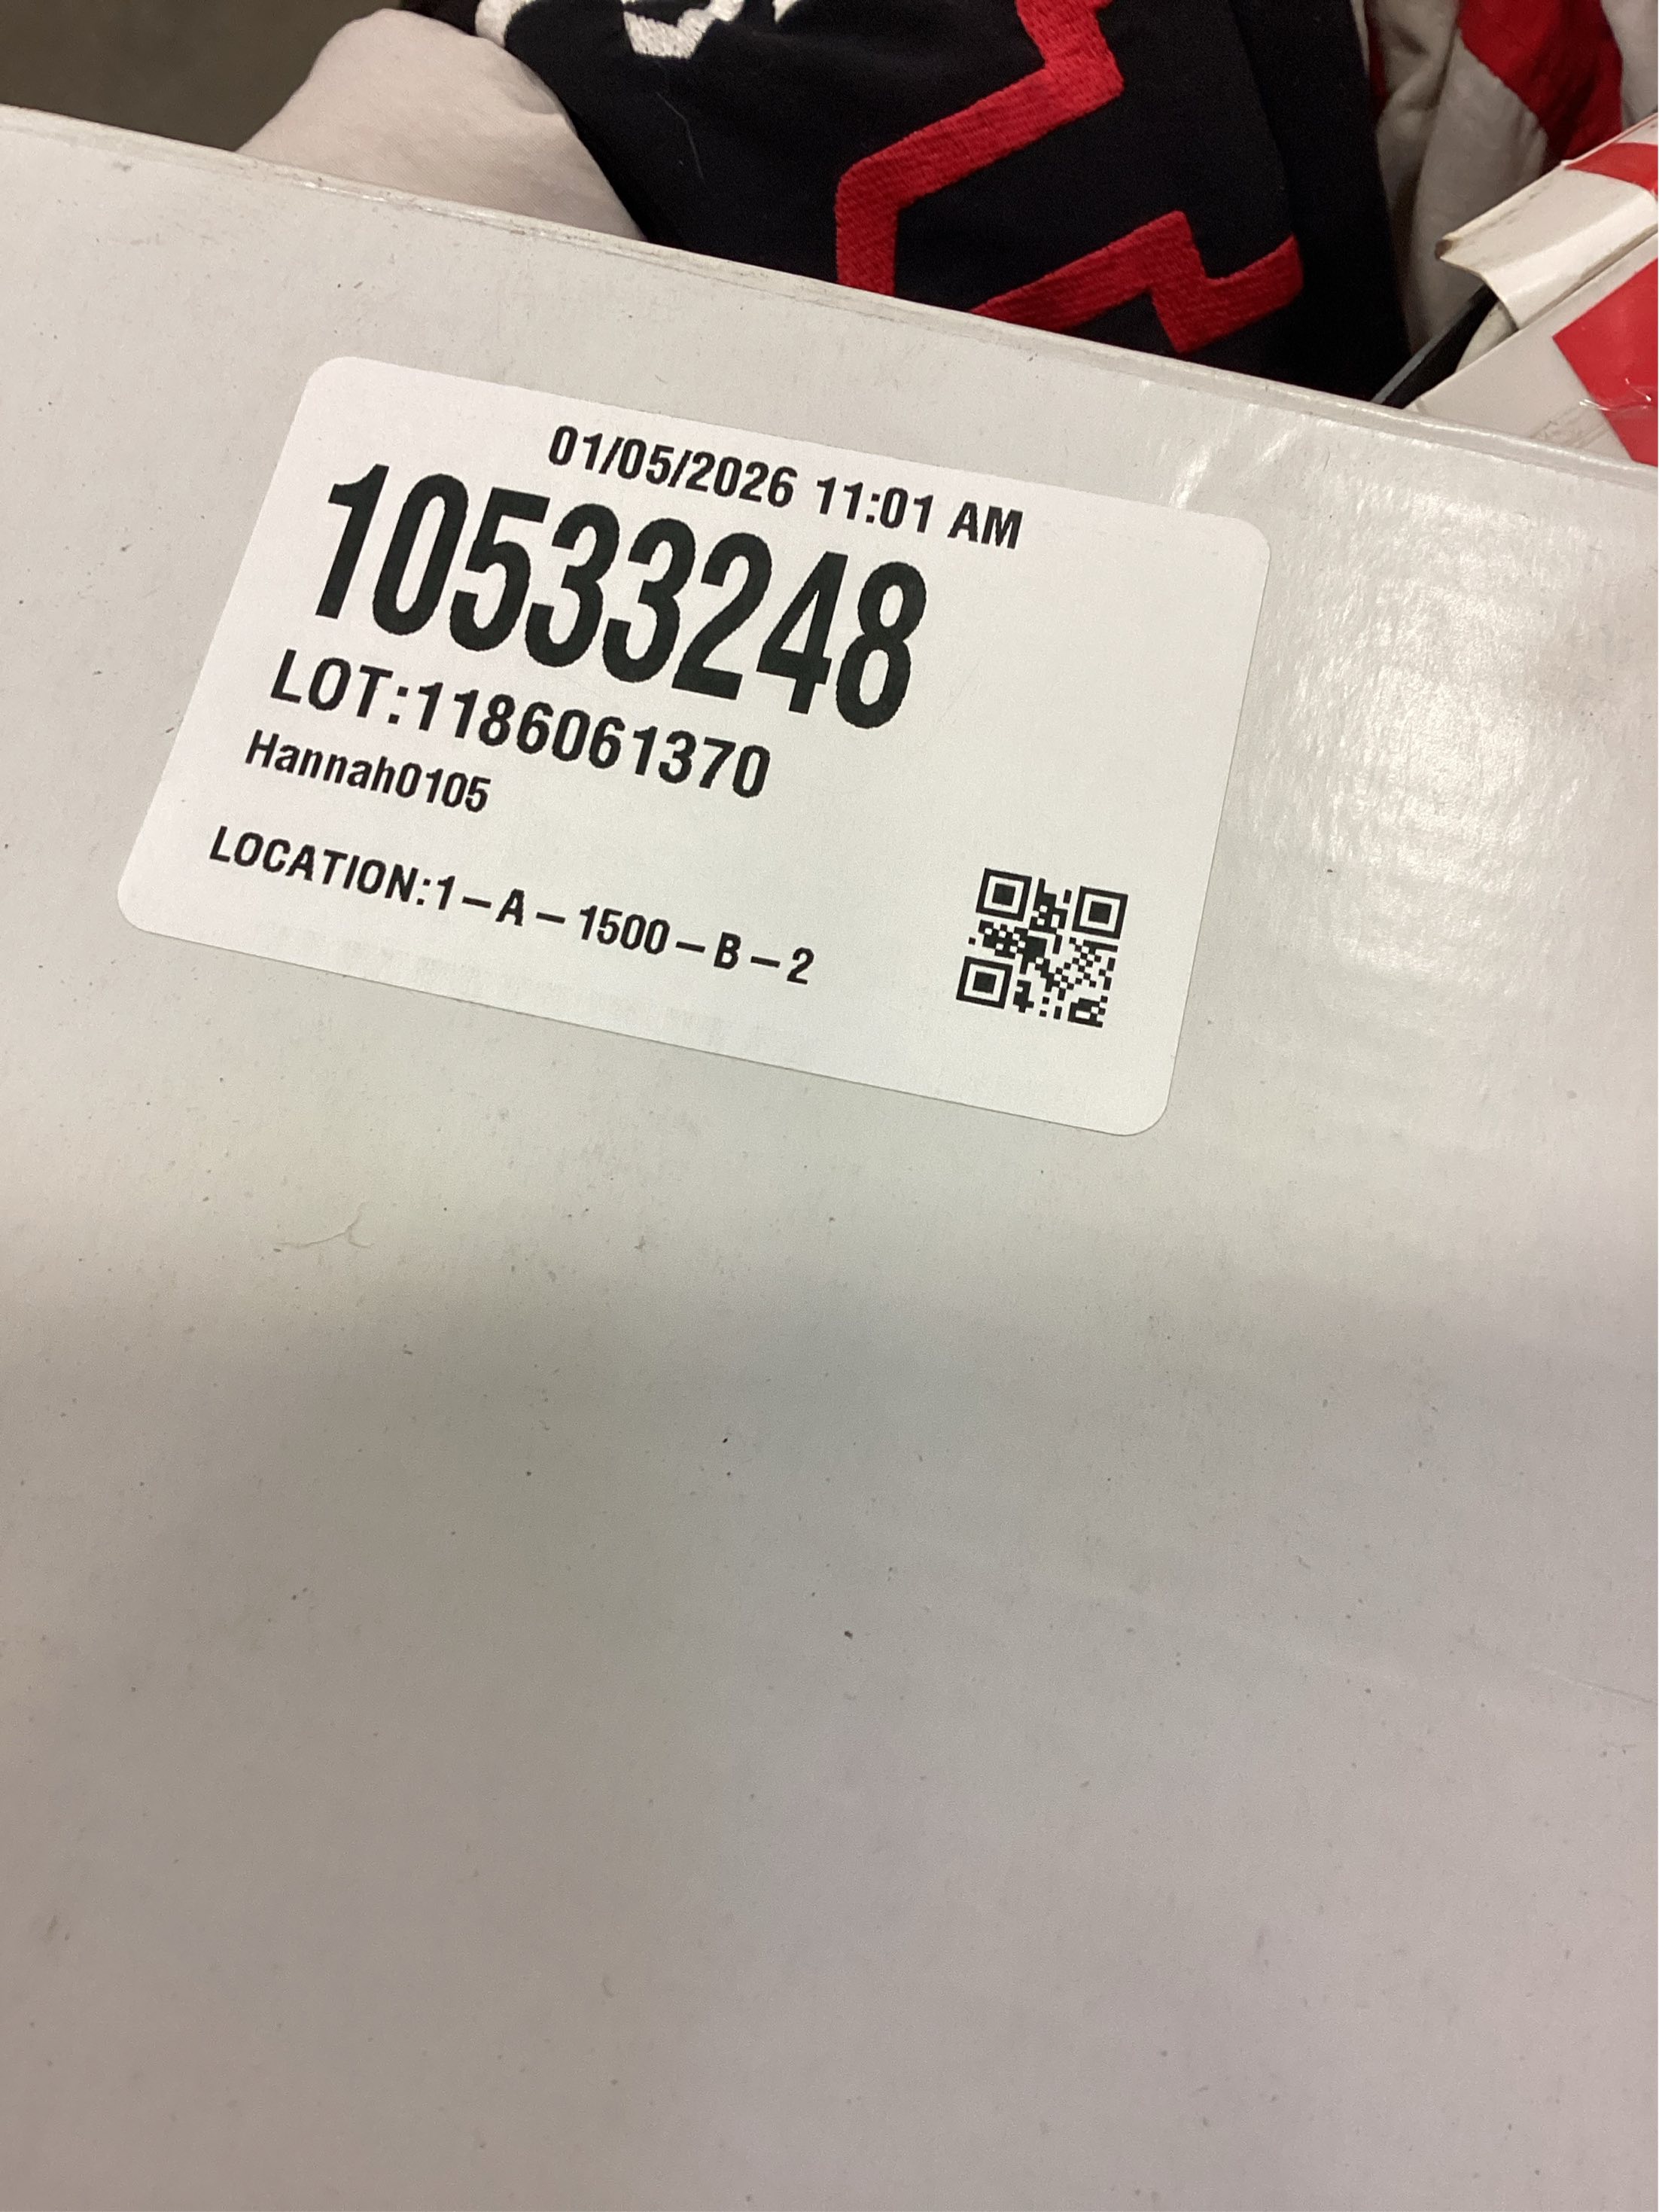 01/05/2026 11:01 AM
10533248
LOT:1186061370
Hannah0105
LOCATION:1-A-1500-B-2